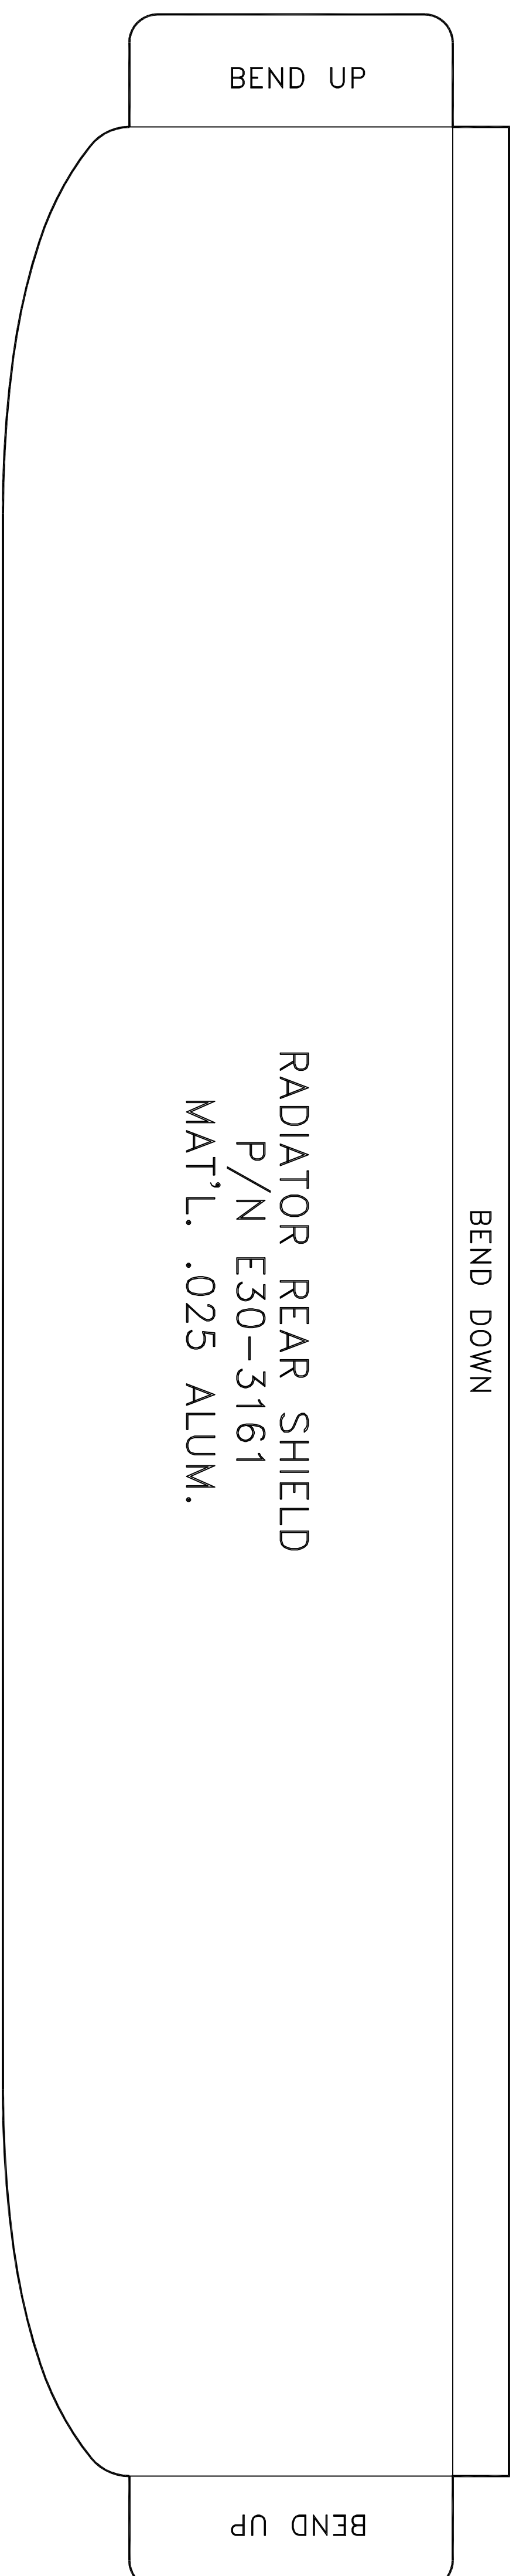 BEND UP
RADIATOR REAR SHIELD
P/N E30-3161
MAT'L. .025 ALUM.
BEND DOWN
BEND UP